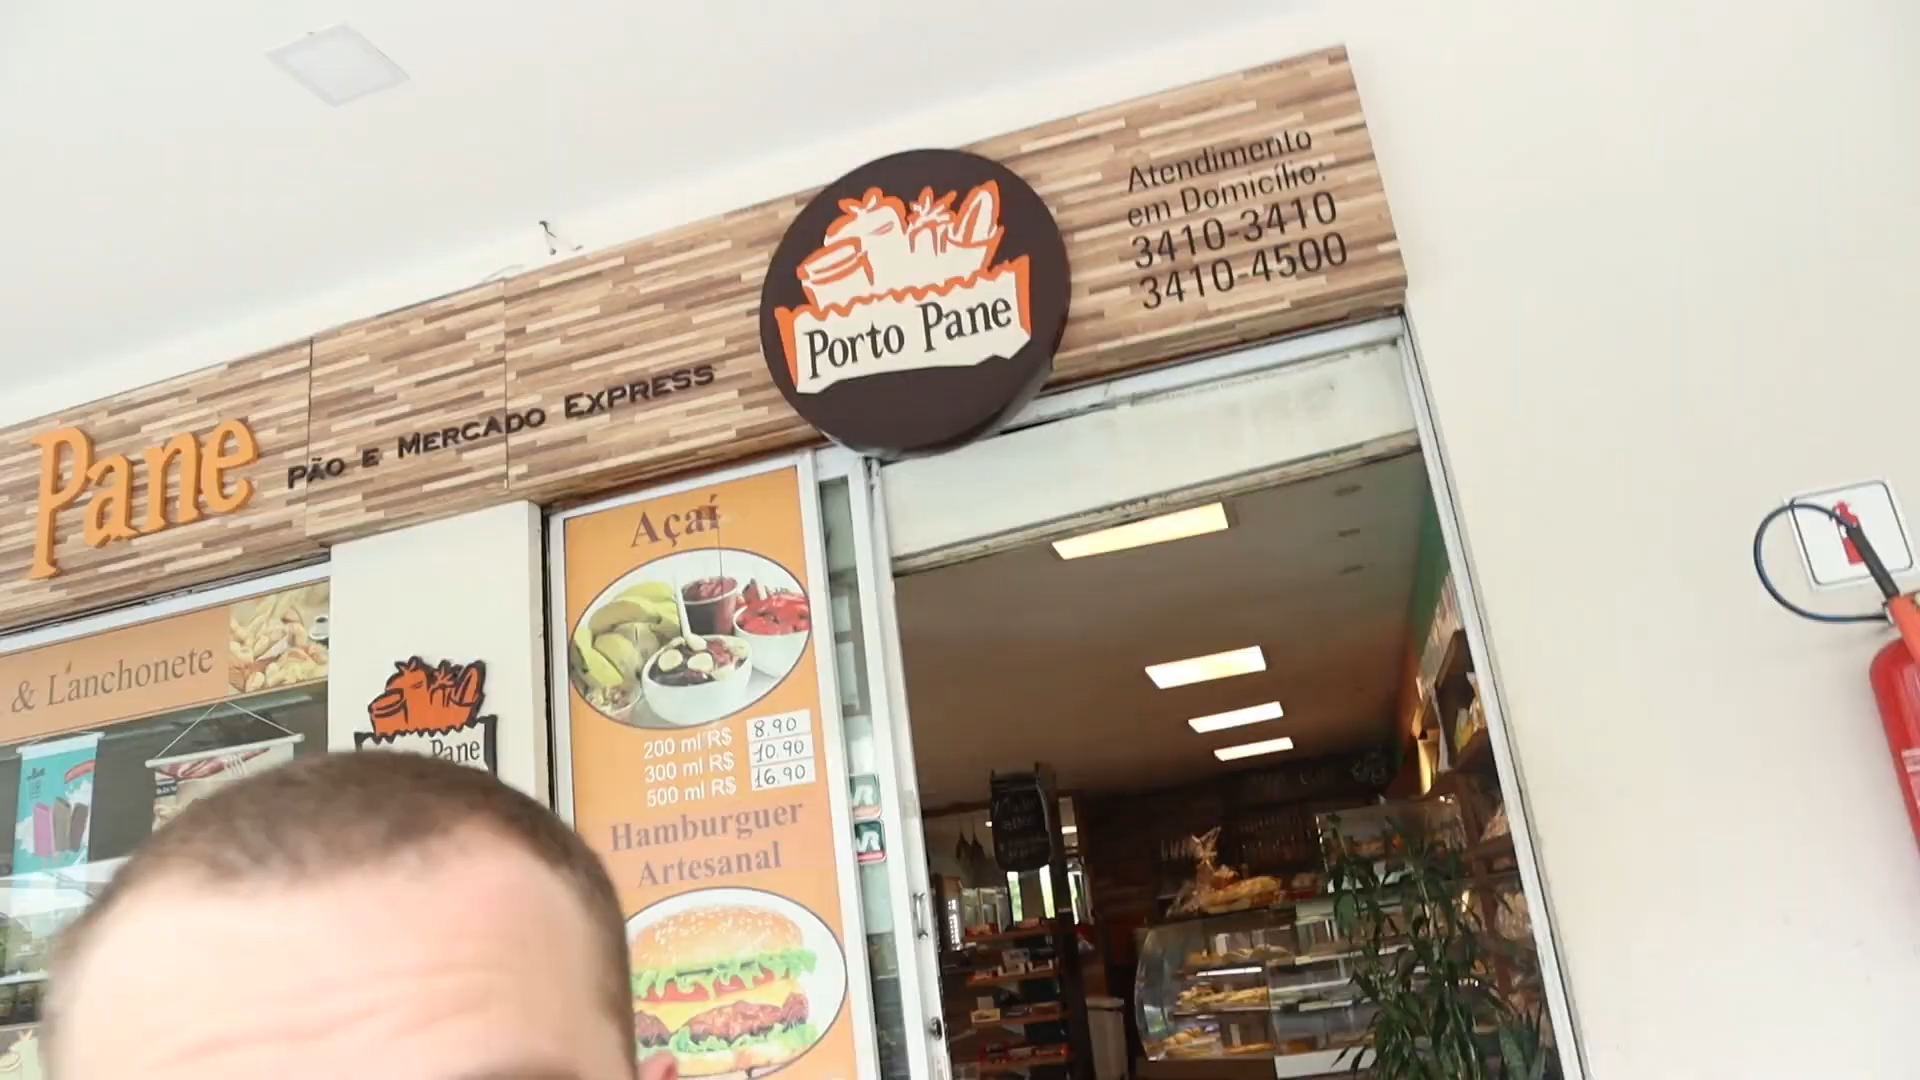 Pane
PÃO E MERCADO EXPRESS
Porto Pane
Atendimento
em Domicílio:
3410-3410
3410-4500
& Lanchonete
Pane
Açaí
200 ml R$ 8.90
300 ml R$ 10.90
500 ml R$ 16.90
Hamburguer
Artesanal